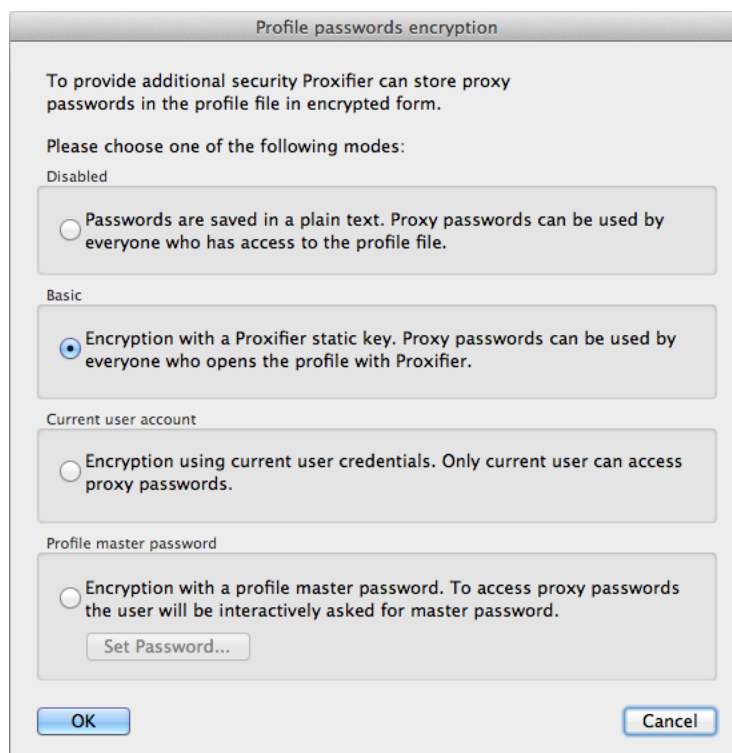 Profile passwords encryption
To provide additional security Proxifier can store proxy
passwords in the profile file in encrypted form.
Please choose one of the following modes:
Disabled
Passwords are saved in a plain text. Proxy passwords can be used by
everyone who has access to the profile file.
Basic
Encryption with a Proxifier static key. Proxy passwords can be used by
everyone who opens the profile with Proxifier.
Current user account
Encryption using current user credentials. Only current user can access
proxy passwords.
Profile master password
Encryption with a profile master password. To access proxy passwords
the user will be interactively asked for master password.
Set Password...
OK
Cancel